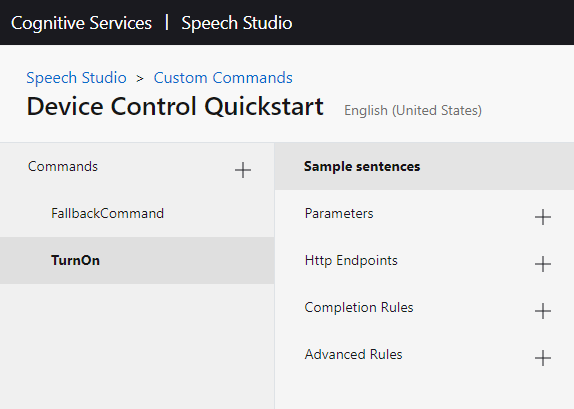 Cognitive Services | Speech Studio
Speech Studio > Custom Commands
Device Control Quickstart English (United States)
Commands
FallbackCommand
TurnOn
Sample sentences
Parameters
Http Endpoints
Completion Rules
Advanced Rules